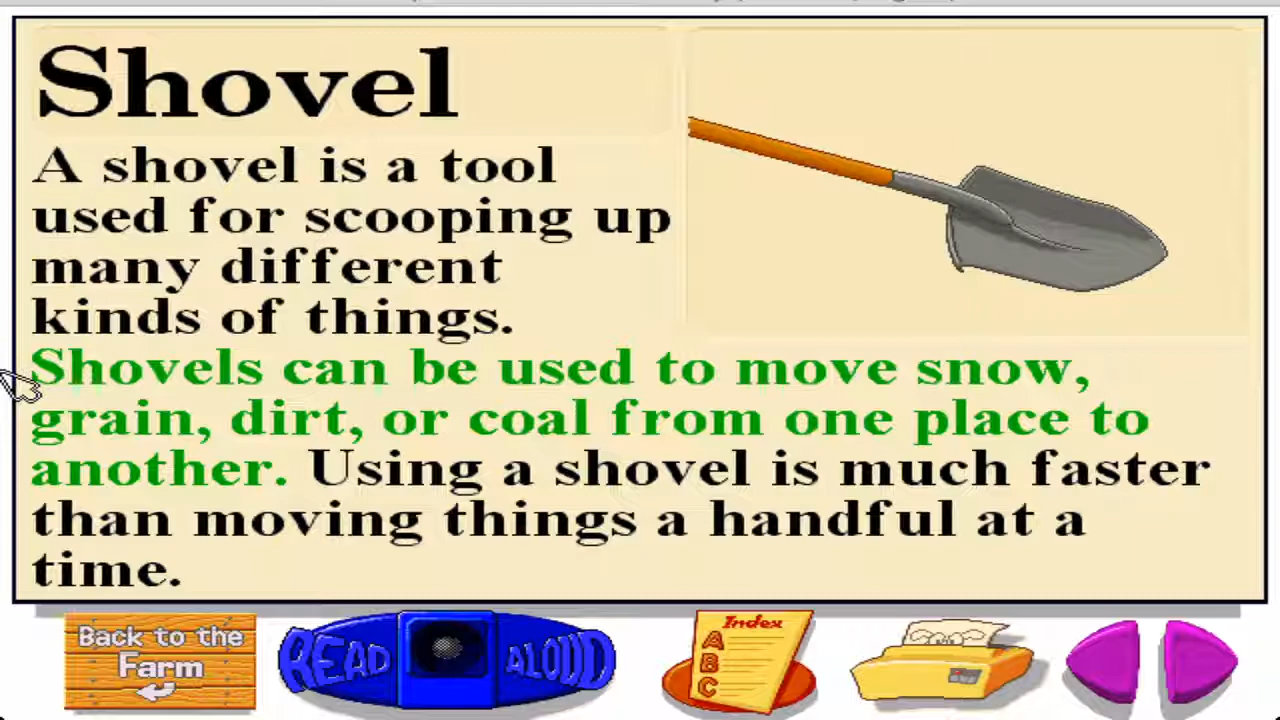 Shovel
A shovel is a tool
used for scooping up
many different
kinds of things.
Shovels can be used to move snow,
grain, dirt, or coal from one place to
another. Using a shovel is much faster
than moving things a handful at a
time.
Back to the
Farm
READ ALOUD
Index
A
B
C